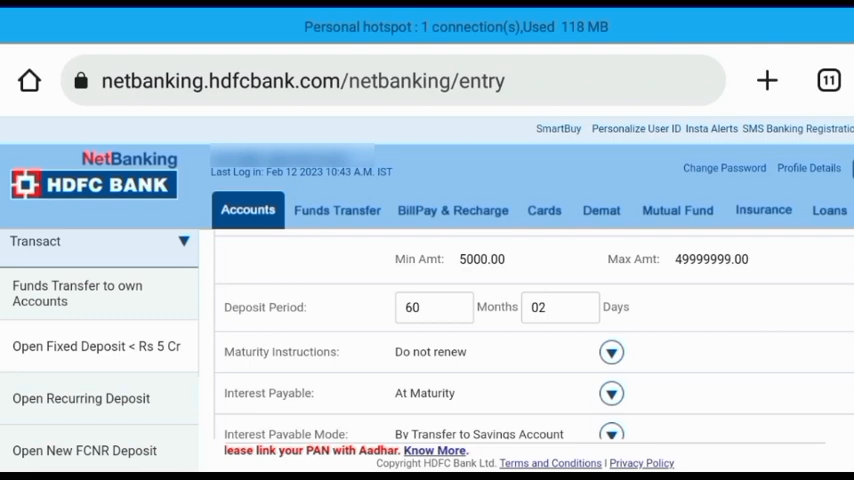 Personal hotspot : 1 connection(s),Used 118 MB
netbanking.hdfcbank.com/netbanking/entry
11
SmartBuy Personalize User ID Insta Alerts SMS Banking Registratio
NetBanking
HDFC BANK
Last Log in: Feb 12 2023 10:43 A.M. IST
Change Password Profile Details
Accounts Funds Transfer BillPay & Recharge Cards Demat Mutual Fund Insurance Loans
Transact
Min Amt: 5000.00 Max Amt: 49999999.00
Funds Transfer to own
Accounts
Deposit Period: 60 Months 02 Days
Open Fixed Deposit < Rs 5 Cr
Maturity Instructions: Do not renew
Interest Payable: At Maturity
Open Recurring Deposit
Interest Payable Mode: By Transfer to Savings Account
Open New FCNR Deposit
lease link your PAN with Aadhar. Know More.
Copyright HDFC Bank Ltd. Terms and Conditions | Privacy Policy